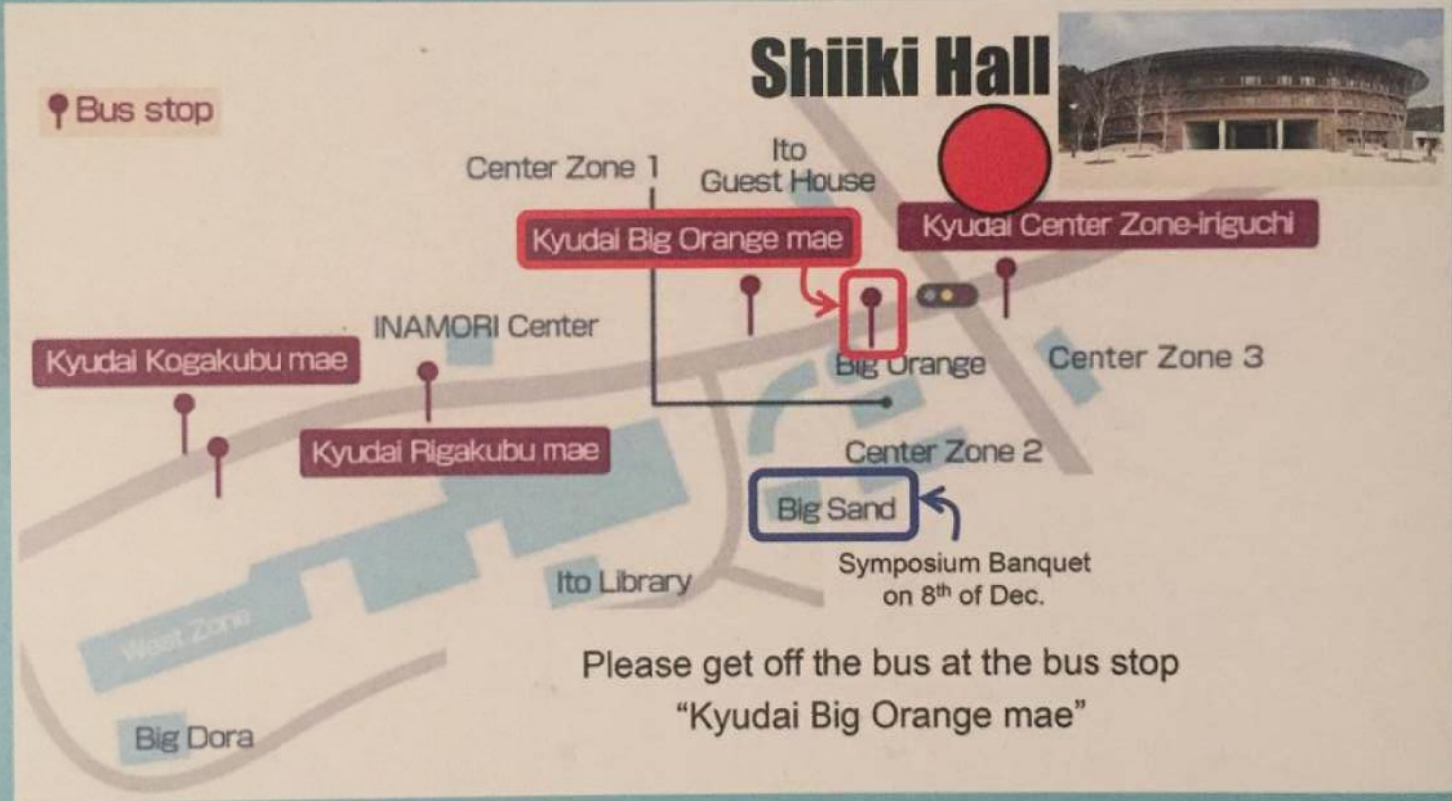 Shiiki Hall
Bus stop
Center Zone 1
Ito
Guest House
Kyudai Big Orange mae
Kyudai Center Zone-iriguchi
INAMORI Center
Kyudai Kogakubu mae
Big Orange
Center Zone 3
Kyudai Rigakubu mae
Center Zone 2
Big Sand
Symposium Banquet
on 8th of Dec.
Ito Library
West Zone
Please get off the bus at the bus stop
“Kyudai Big Orange mae”
Big Dora